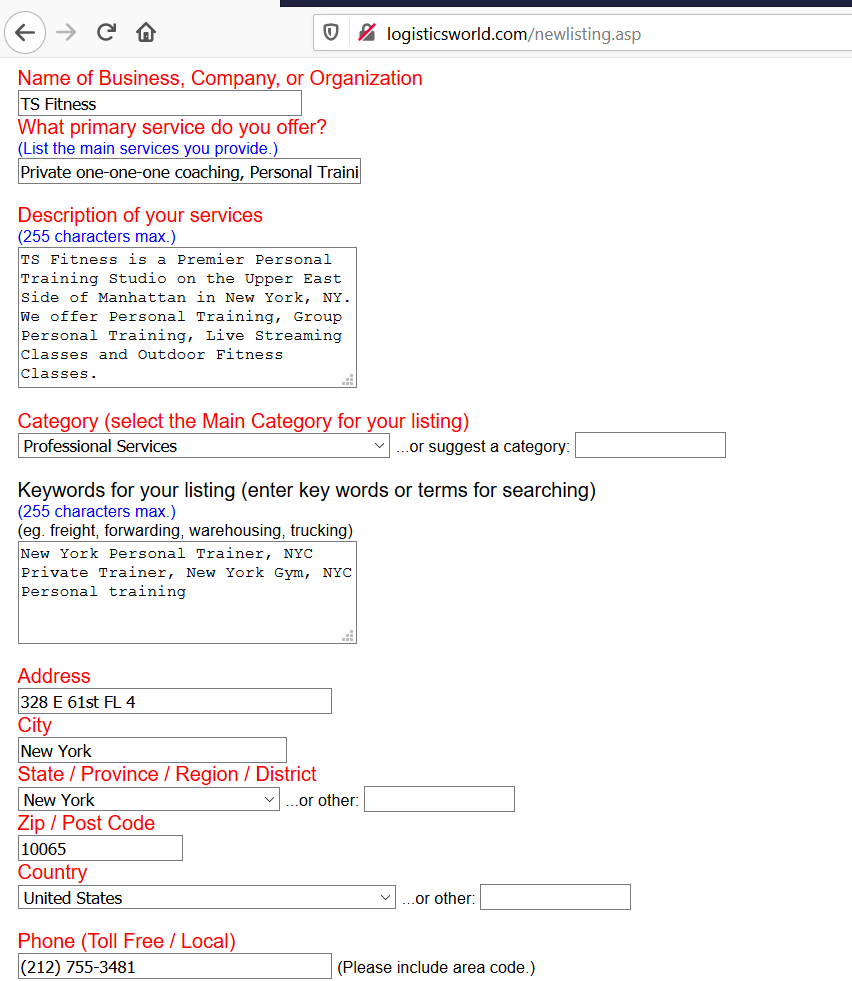 logisticsworld.com/newlisting.asp
Name of Business, Company, or Organization
TS Fitness
What primary service do you offer?
(List the main services you provide.)
Private one-one-one coaching, Personal Traini
Description of your services
(255 characters max.)
TS Fitness is a Premier Personal
Training Studio on the Upper East
Side of Manhattan in New York, NY.
We offer Personal Training, Group
Personal Training, Live Streaming
Classes and Outdoor Fitness
Classes.
Category (select the Main Category for your listing)
Professional Services ...or suggest a category:
Keywords for your listing (enter key words or terms for searching)
(255 characters max.)
(eg. freight, forwarding, warehousing, trucking)
New York Personal Trainer, NYC
Private Trainer, New York Gym, NYC
Personal training
Address
328 E 61st FL 4
City
New York
State / Province / Region / District
New York ...or other:
Zip / Post Code
10065
Country
United States ...or other:
Phone (Toll Free / Local)
(212) 755-3481 (Please include area code.)